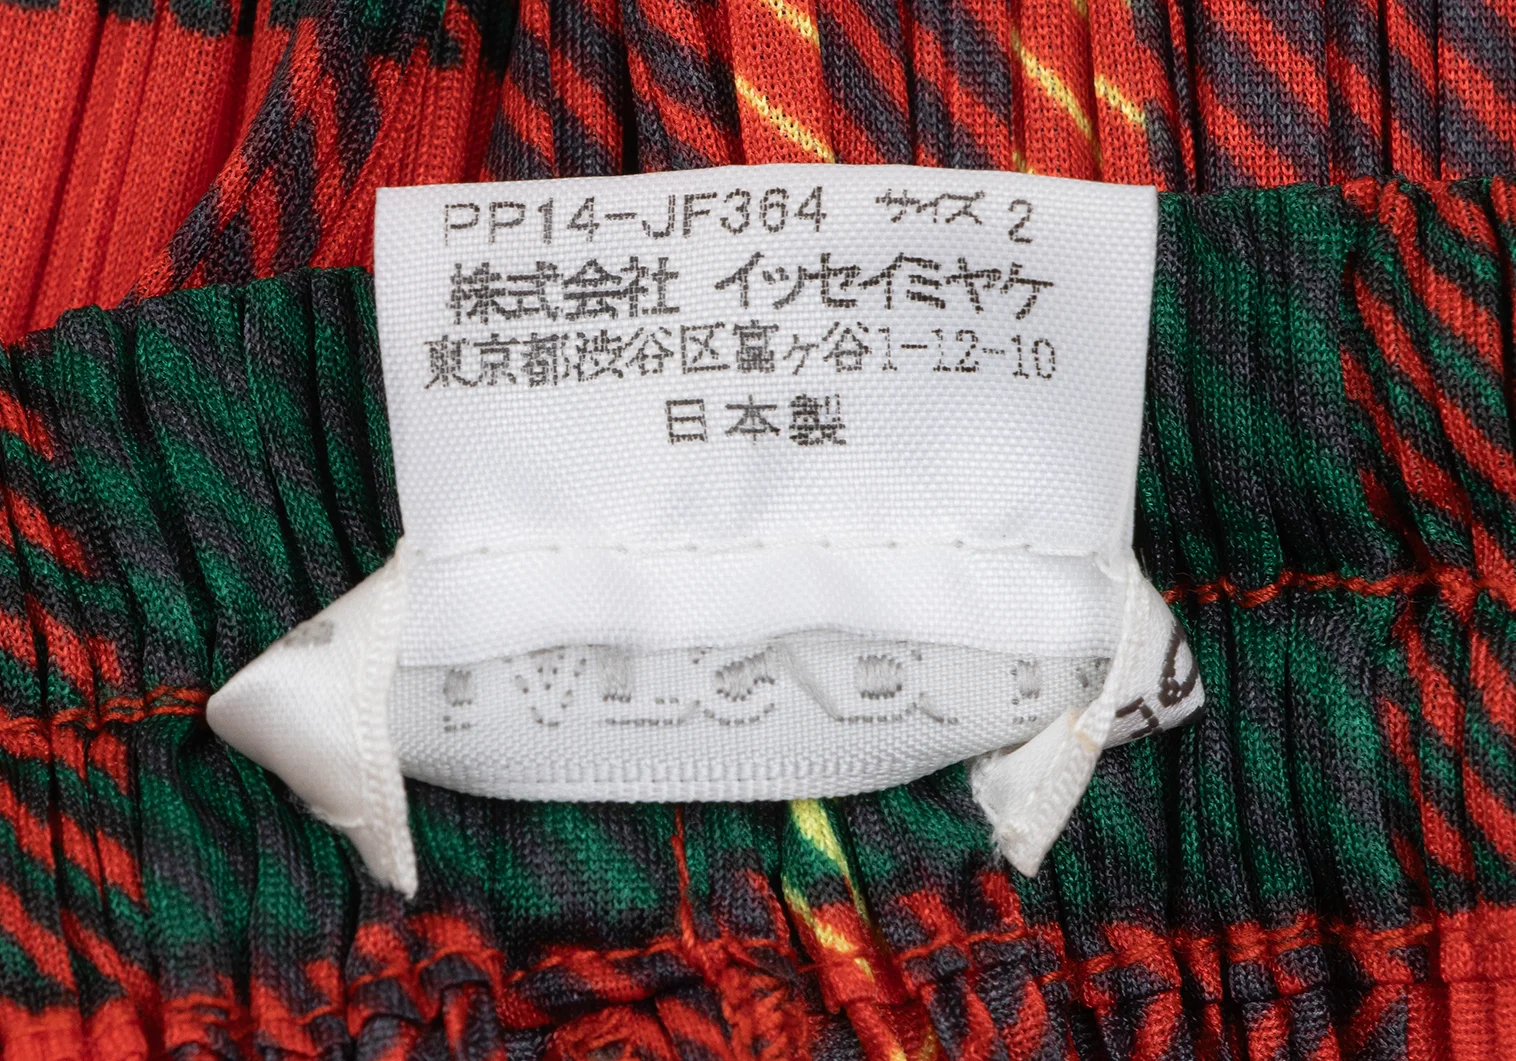 PP14-JF364 サイズ 2
株式会社 イッセイミヤケ
東京都渋谷区富ヶ谷1-12-10
日本製